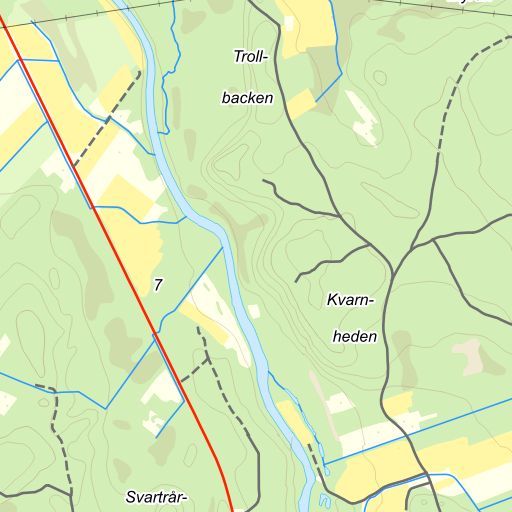 Troll-
backen
7
Kvarn-
heden
Svartrår-